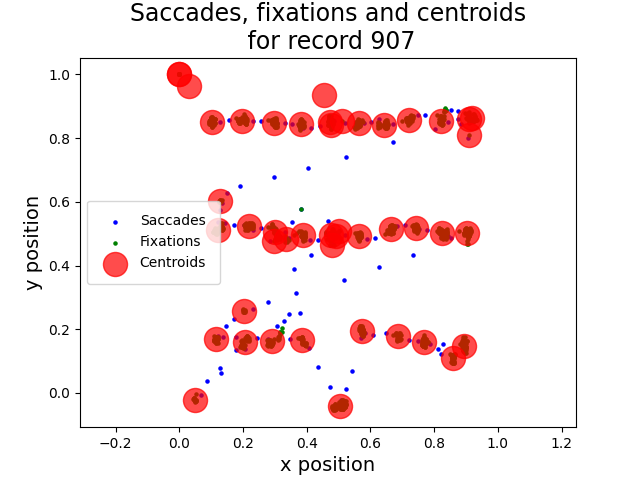 Saccades, fixations and centroids
for record 907
1.0
0.8
0.6
0.4
0.2
0.0
y position
Saccades
Fixations
Centroids
−0.2
0.0
0.2
0.4
0.6
0.8
1.0
1.2
x position